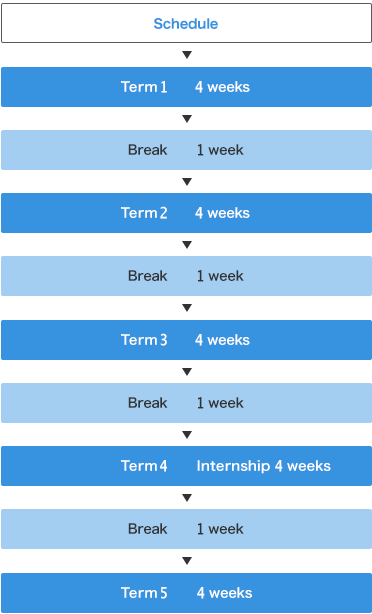 Schedule
Term 1 4 weeks
Break 1 week
Term 2 4 weeks
Break 1 week
Term 3 4 weeks
Break 1 week
Term 4 Internship 4 weeks
Break 1 week
Term 5 4 weeks